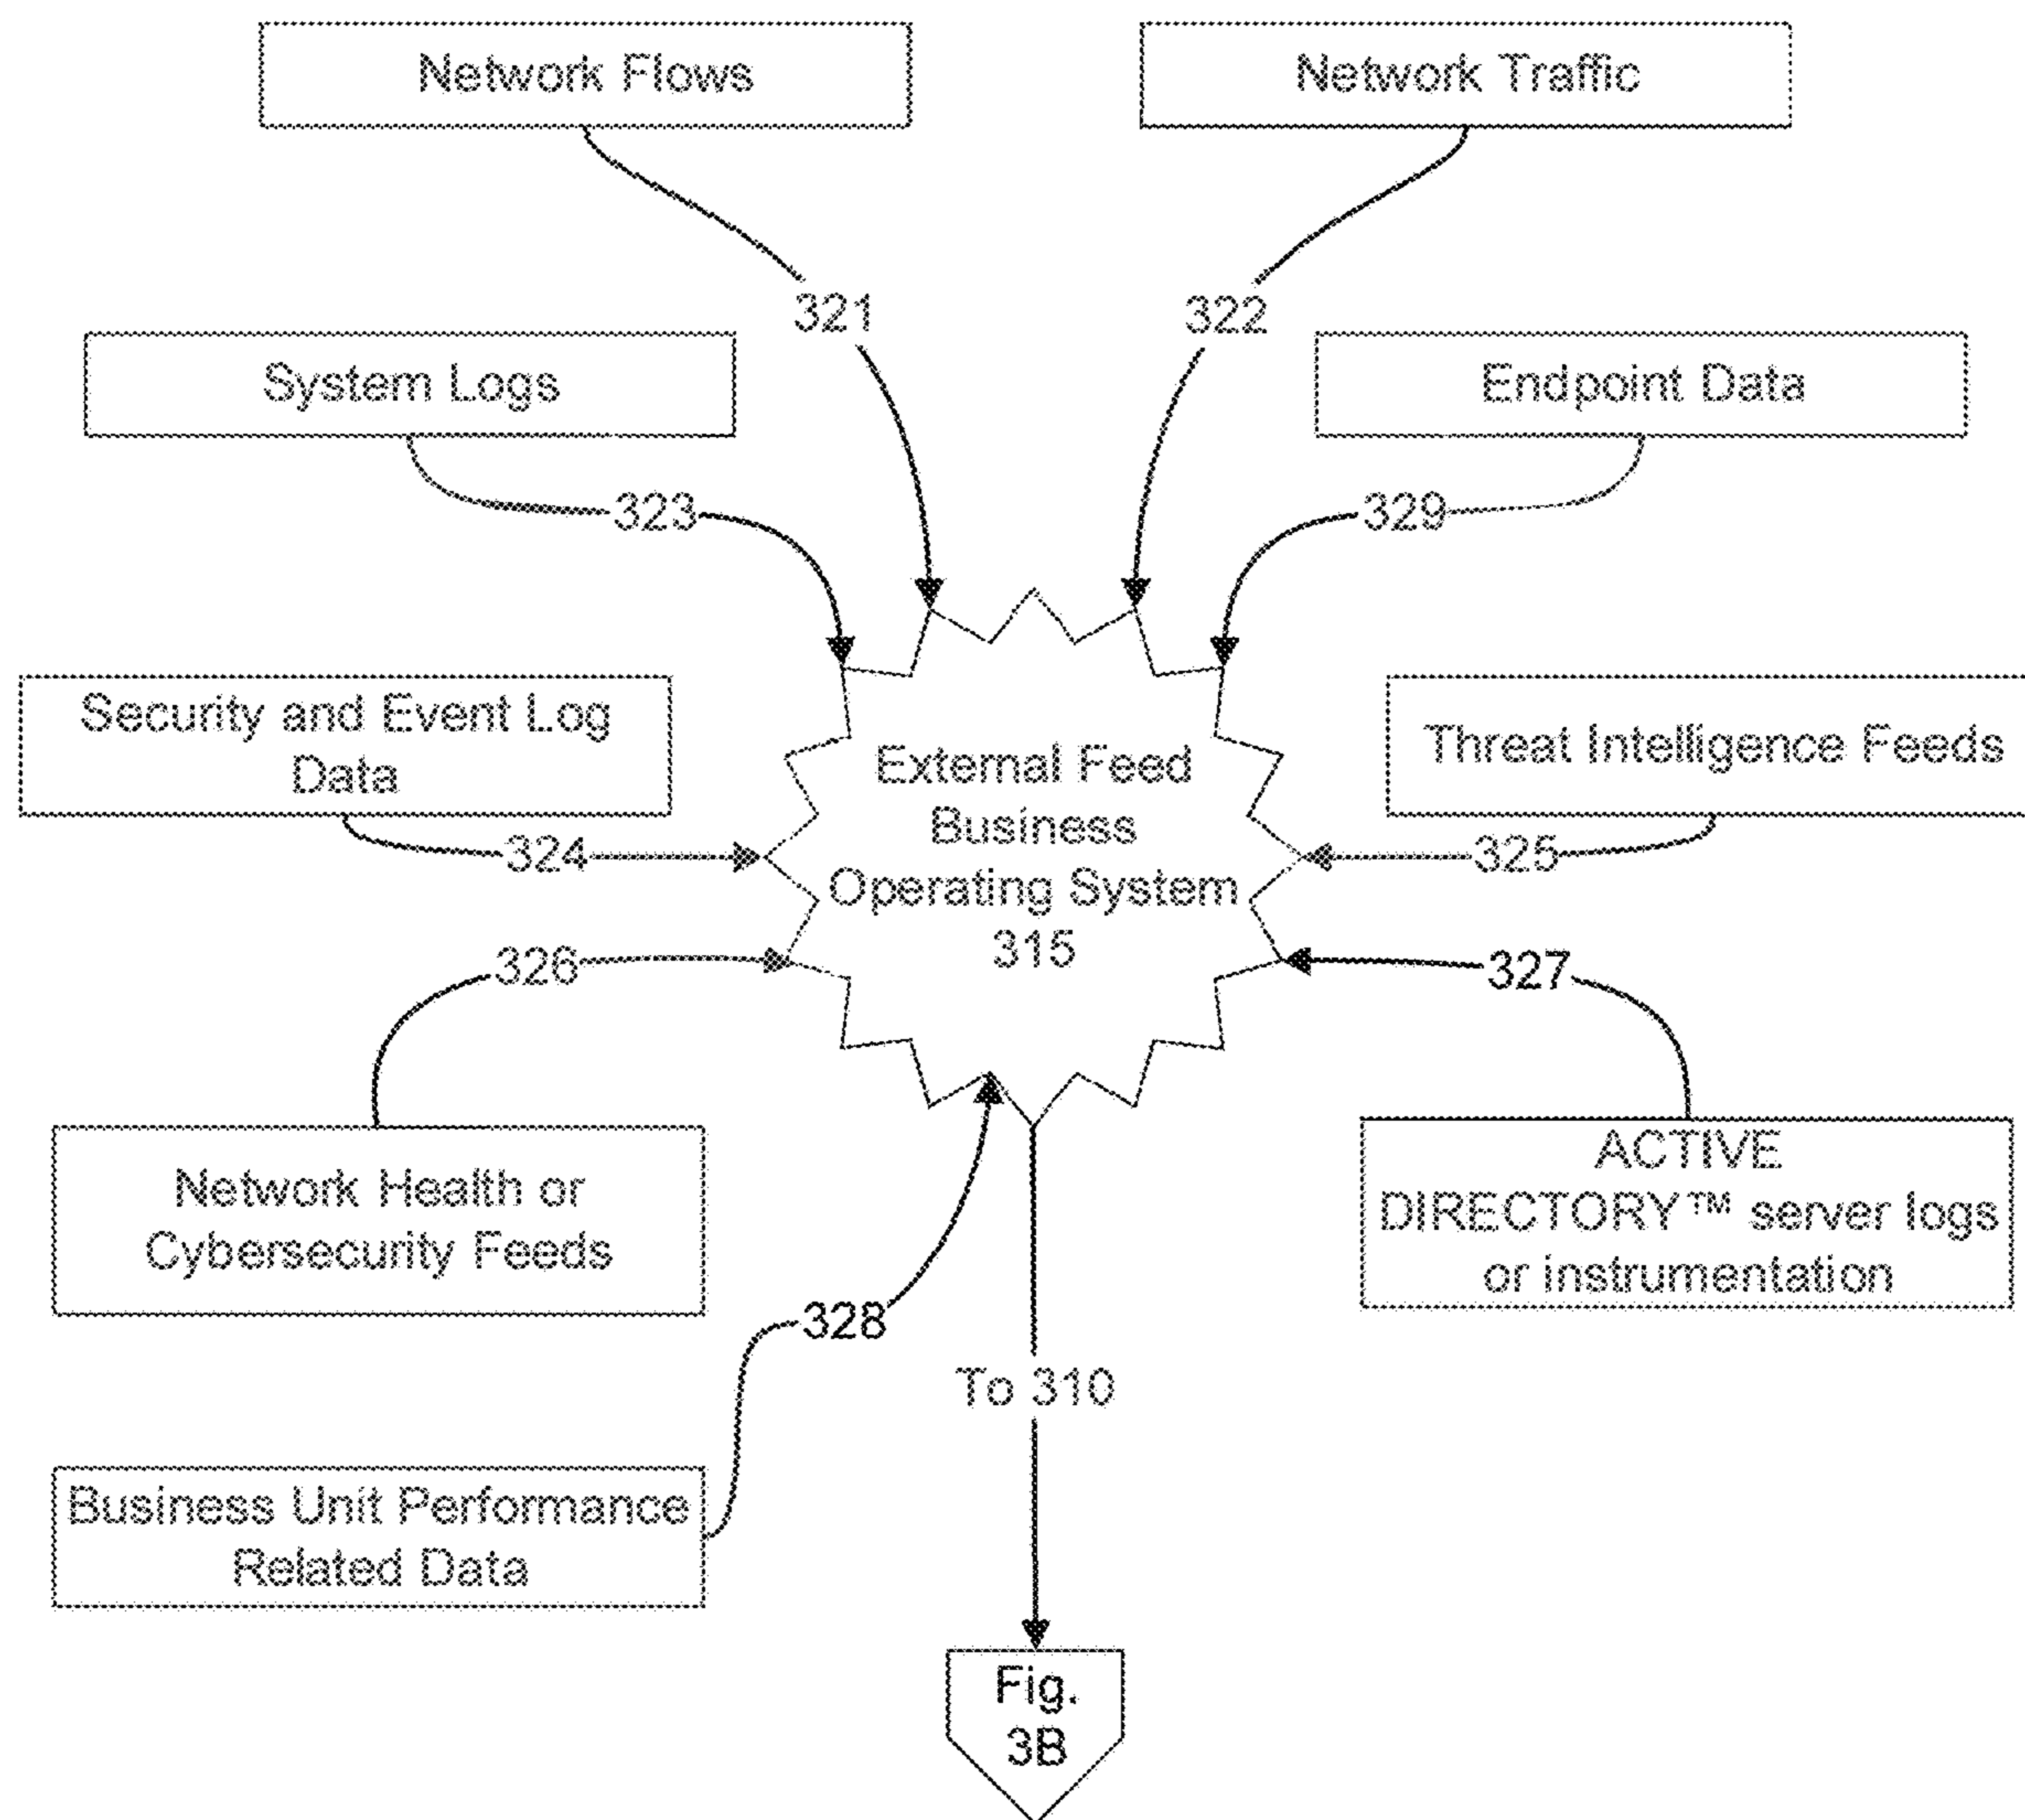 Network Flows
Network Traffic
321
322
System Logs
Endpoint Data
323
329
Security and Event Log
Data
Threat Intelligence Feeds
External Feed
Business
Operating System
315
324
325
326
327
Network Health or
Cybersecurity Feeds
ACTIVE
DIRECTORY™ server logs
or instrumentation
328
To 310
Business Unit Performance
Related Data
Fig.
3B